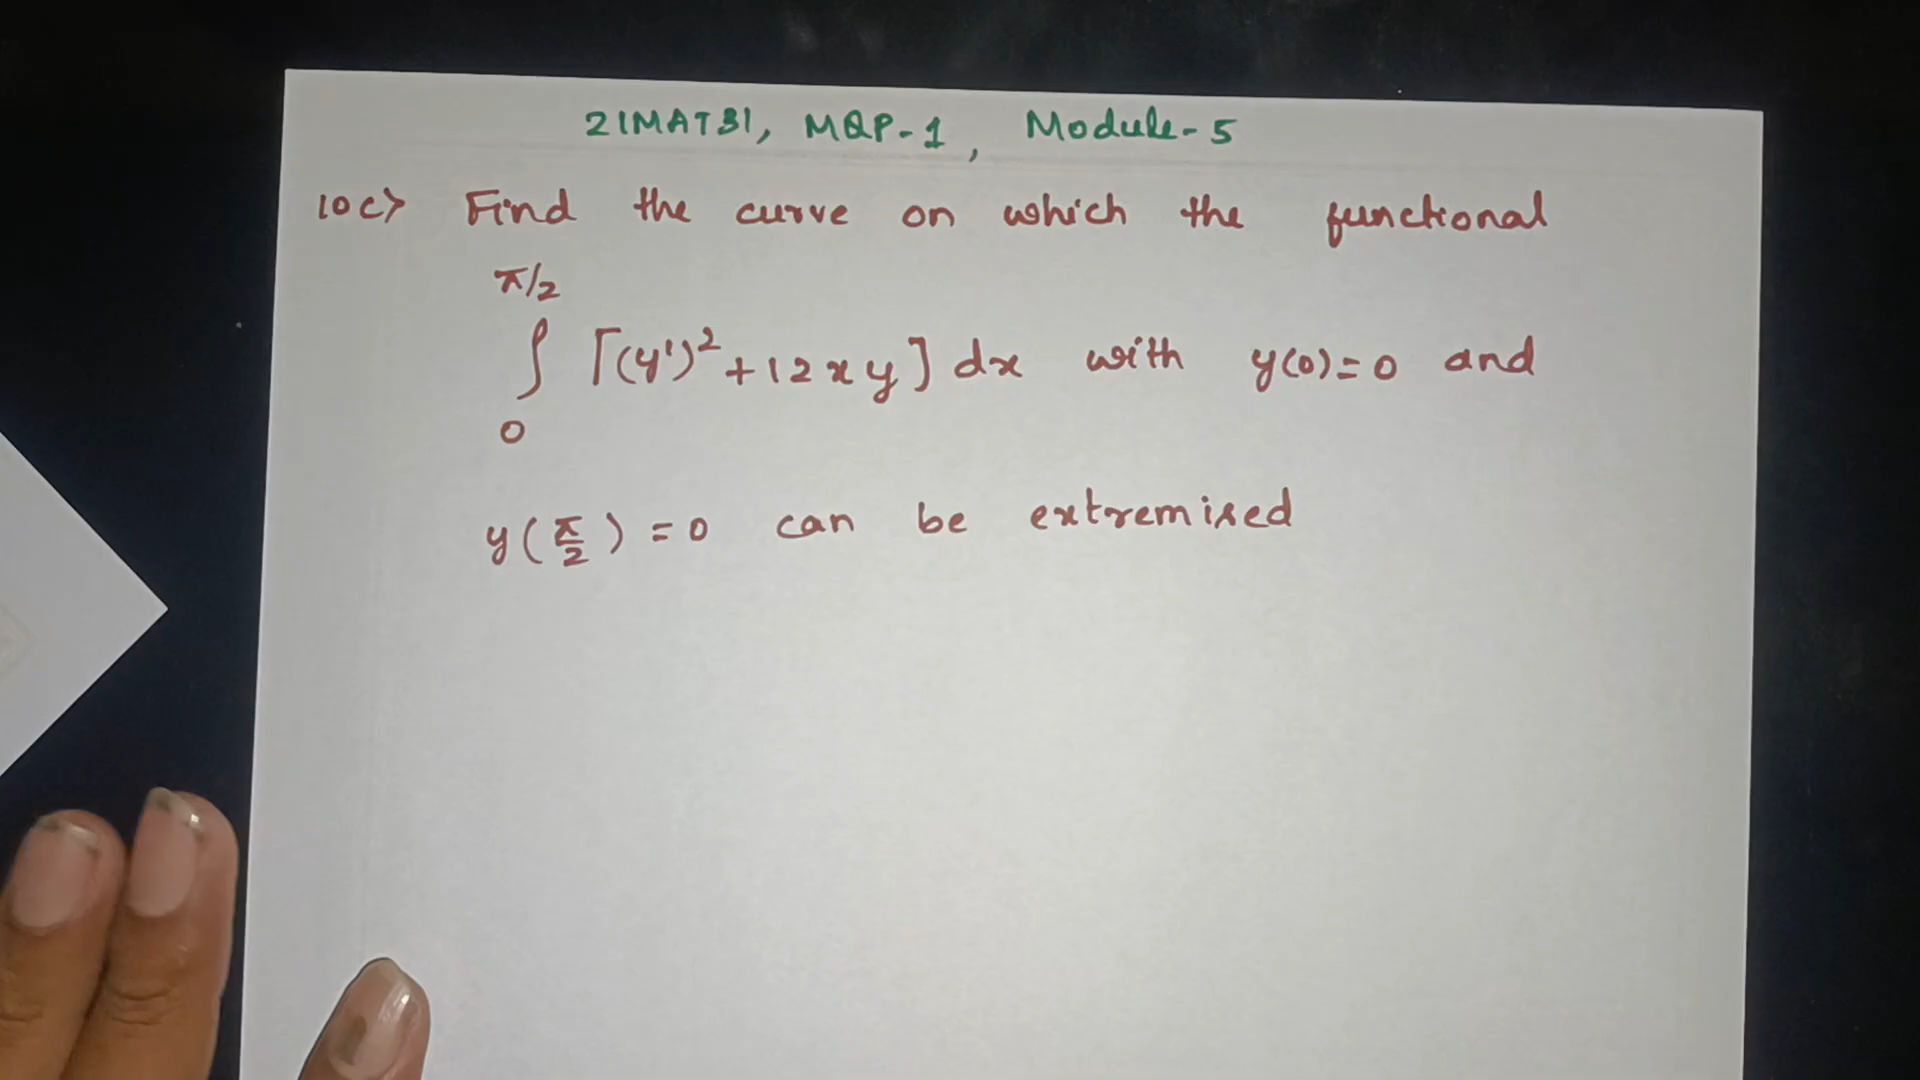 21MAT31, MQP-1, Module-5
10c> Find the curve on which the functional
π/2
∫ [(y')²+12xy] dx with y(0)=0 and
0
y(π/2)=0 can be extremized